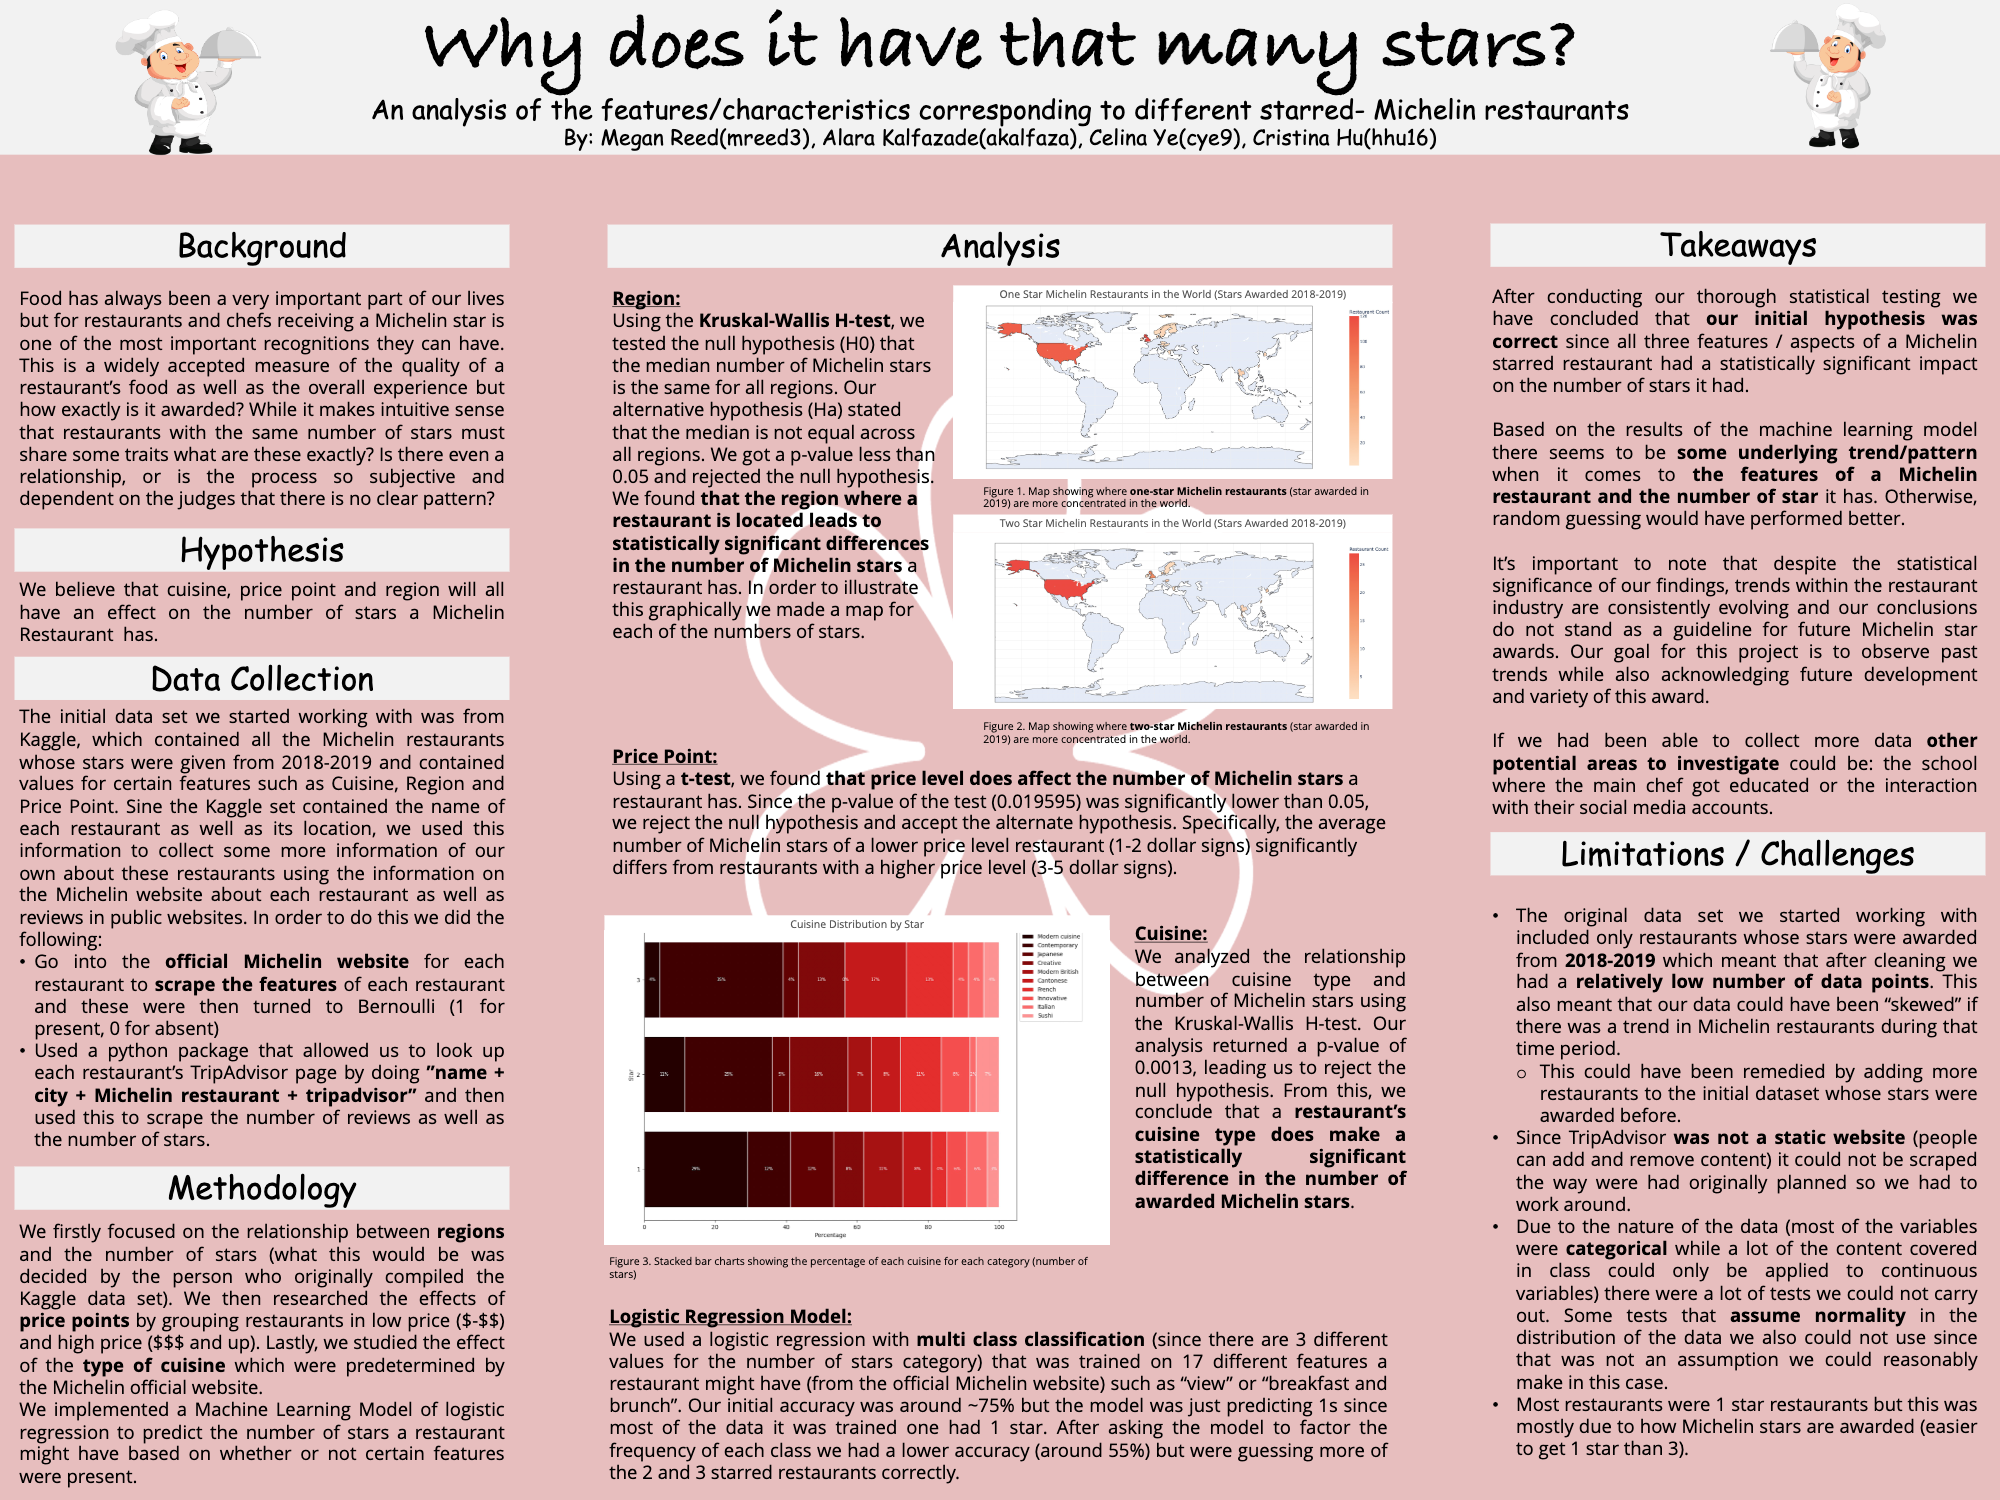 Why does it have that many stars?
An analysis of the features/characteristics corresponding to different starred- Michelin restaurants
By: Megan Reed(mreed3), Alara Kalfazade(akalfaza), Celina Ye(cye9), Cristina Hu(hhu16)
Background
Food has always been a very important part of our lives
but for restaurants and chefs receiving a Michelin star is
one of the most important recognitions they can have.
This is a widely accepted measure of the quality of a
restaurant's food as well as the overall experience but
how exactly is it awarded? While it makes intuitive sense
that restaurants with the same number of stars must
share some traits what are these exactly? Is there even a
relationship, or is the process so subjective and
dependent on the judges that there is no clear pattern?
Hypothesis
We believe that cuisine, price point and region will all
have an effect on the number of stars a Michelin
Restaurant has.
Data Collection
The initial data set we started working with was from
Kaggle, which contained all the Michelin restaurants
whose stars were given from 2018-2019 and contained
values for certain features such as Cuisine, Region and
Price Point. Sine the Kaggle set contained the name of
each restaurant as well as its location, we used this
information to collect some more information of our
own about these restaurants using the information on
the Michelin website about each restaurant as well as
reviews in public websites. In order to do this we did the
following:
• Go into the official Michelin website for each
restaurant to scrape the features of each restaurant
and these were then turned to Bernoulli (1 for
present, 0 for absent)
• Used a python package that allowed us to look up
each restaurant's TripAdvisor page by doing ”name +
city + Michelin restaurant + tripadvisor” and then
used this to scrape the number of reviews as well as
the number of stars.
Methodology
We firstly focused on the relationship between regions
and the number of stars (what this would be was
decided by the person who originally compiled the
Kaggle data set). We then researched the effects of
price points by grouping restaurants in low price ($-$$)
and high price ($$$ and up). Lastly, we studied the effect
of the type of cuisine which were predetermined by
the Michelin official website.
We implemented a Machine Learning Model of logistic
regression to predict the number of stars a restaurant
might have based on whether or not certain features
were present.
Analysis
Region:
Using the Kruskal-Wallis H-test, we
tested the null hypothesis (H0) that
the median number of Michelin stars
is the same for all regions. Our
alternative hypothesis (Ha) stated
that the median is not equal across
all regions. We got a p-value less than
0.05 and rejected the null hypothesis.
We found that the region where a
restaurant is located leads to
statistically significant differences
in the number of Michelin stars a
restaurant has. In order to illustrate
this graphically we made a map for
each of the numbers of stars.
One Star Michelin Restaurants in the World (Stars Awarded 2018-2019)
Restaurant Count
Figure 1. Map showing where one-star Michelin restaurants (star awarded in
2019) are more concentrated in the world.
Two Star Michelin Restaurants in the World (Stars Awarded 2018-2019)
Restaurant Count
Figure 2. Map showing where two-star Michelin restaurants (star awarded in
2019) are more concentrated in the world.
Price Point:
Using a t-test, we found that price level does affect the number of Michelin stars a
restaurant has. Since the p-value of the test (0.019595) was significantly lower than 0.05,
we reject the null hypothesis and accept the alternate hypothesis. Specifically, the average
number of Michelin stars of a lower price level restaurant (1-2 dollar signs) significantly
differs from restaurants with a higher price level (3-5 dollar signs).
Cuisine Distribution by Star
Modern cuisine
Contemporary
Japanese
Creative
Modern British
Cantonese
French
Innovative
Italian
Sushi
Star
3
2
1
0 20 40 60 80 100
Percentage
Figure 3. Stacked bar charts showing the percentage of each cuisine for each category (number of
stars)
Cuisine:
We analyzed the relationship
between cuisine type and
number of Michelin stars using
the Kruskal-Wallis H-test. Our
analysis returned a p-value of
0.0013, leading us to reject the
null hypothesis. From this, we
conclude that a restaurant's
cuisine type does make a
statistically significant
difference in the number of
awarded Michelin stars.
Logistic Regression Model:
We used a logistic regression with multi class classification (since there are 3 different
values for the number of stars category) that was trained on 17 different features a
restaurant might have (from the official Michelin website) such as “view” or “breakfast and
brunch”. Our initial accuracy was around ~75% but the model was just predicting 1s since
most of the data it was trained one had 1 star. After asking the model to factor the
frequency of each class we had a lower accuracy (around 55%) but were guessing more of
the 2 and 3 starred restaurants correctly.
Takeaways
After conducting our thorough statistical testing we
have concluded that our initial hypothesis was
correct since all three features / aspects of a Michelin
starred restaurant had a statistically significant impact
on the number of stars it had.
Based on the results of the machine learning model
there seems to be some underlying trend/pattern
when it comes to the features of a Michelin
restaurant and the number of star it has. Otherwise,
random guessing would have performed better.
It's important to note that despite the statistical
significance of our findings, trends within the restaurant
industry are consistently evolving and our conclusions
do not stand as a guideline for future Michelin star
awards. Our goal for this project is to observe past
trends while also acknowledging future development
and variety of this award.
If we had been able to collect more data other
potential areas to investigate could be: the school
where the main chef got educated or the interaction
with their social media accounts.
Limitations / Challenges
• The original data set we started working with
included only restaurants whose stars were awarded
from 2018-2019 which meant that after cleaning we
had a relatively low number of data points. This
also meant that our data could have been “skewed” if
there was a trend in Michelin restaurants during that
time period.
o This could have been remedied by adding more
restaurants to the initial dataset whose stars were
awarded before.
• Since TripAdvisor was not a static website (people
can add and remove content) it could not be scraped
the way were had originally planned so we had to
work around.
• Due to the nature of the data (most of the variables
were categorical while a lot of the content covered
in class could only be applied to continuous
variables) there were a lot of tests we could not carry
out. Some tests that assume normality in the
distribution of the data we also could not use since
that was not an assumption we could reasonably
make in this case.
• Most restaurants were 1 star restaurants but this was
mostly due to how Michelin stars are awarded (easier
to get 1 star than 3).